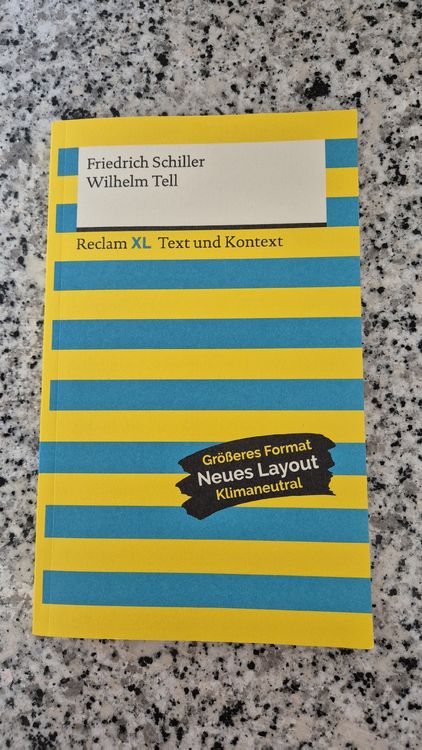 Friedrich Schiller
Wilhelm Tell
Reclam XL Text und Kontext
Größeres Format
Neues Layout
Klimaneutral